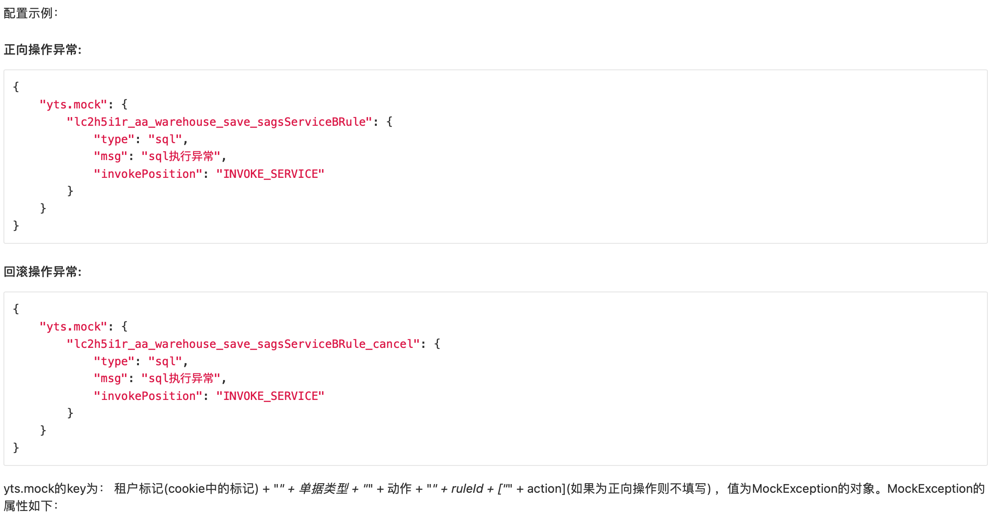 配置示例：
正向操作异常:
{
    "yts.mock": {
        "lc2h5i1r_aa_warehouse_save_sagsServiceBRule": {
            "type": "sql",
            "msg": "sql执行异常",
            "invokePosition": "INVOKE_SERVICE"
        }
    }
}
回滚操作异常:
{
    "yts.mock": {
        "lc2h5i1r_aa_warehouse_save_sagsServiceBRule_cancel": {
            "type": "sql",
            "msg": "sql执行异常",
            "invokePosition": "INVOKE_SERVICE"
        }
    }
}
yts.mock的key为： 租户标记(cookie中的标记) + "" + 单据类型 + "" + 动作 + "" + ruleId + ["" + action](如果为正向操作则不填写) ，值为MockException的对象。MockException的
属性如下：